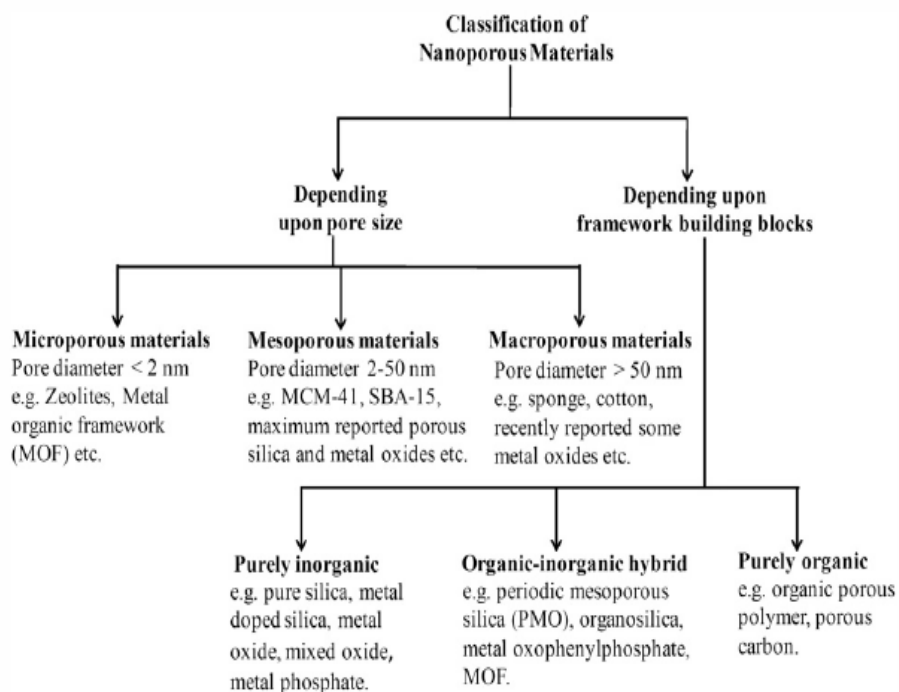 Classification of
Nanoporous Materials
Depending
upon pore size
Depending upon
framework building blocks
Microporous materials
Pore diameter < 2 nm
e.g. Zeolites, Metal
organic framework
(MOF) etc.
Mesoporous materials
Pore diameter 2-50 nm
e.g. MCM-41, SBA-15,
maximum reported porous
silica and metal oxides etc.
Macroporous materials
Pore diameter > 50 nm
e.g. sponge, cotton,
recently reported some
metal oxides etc.
Purely inorganic
e.g. pure silica, metal
doped silica, metal
oxide, mixed oxide,
metal phosphate.
Organic-inorganic hybrid
e.g. periodic mesoporous
silica (PMO), organosilica,
metal oxophenylphosphate,
MOF.
Purely organic
e.g. organic porous
polymer, porous
carbon.